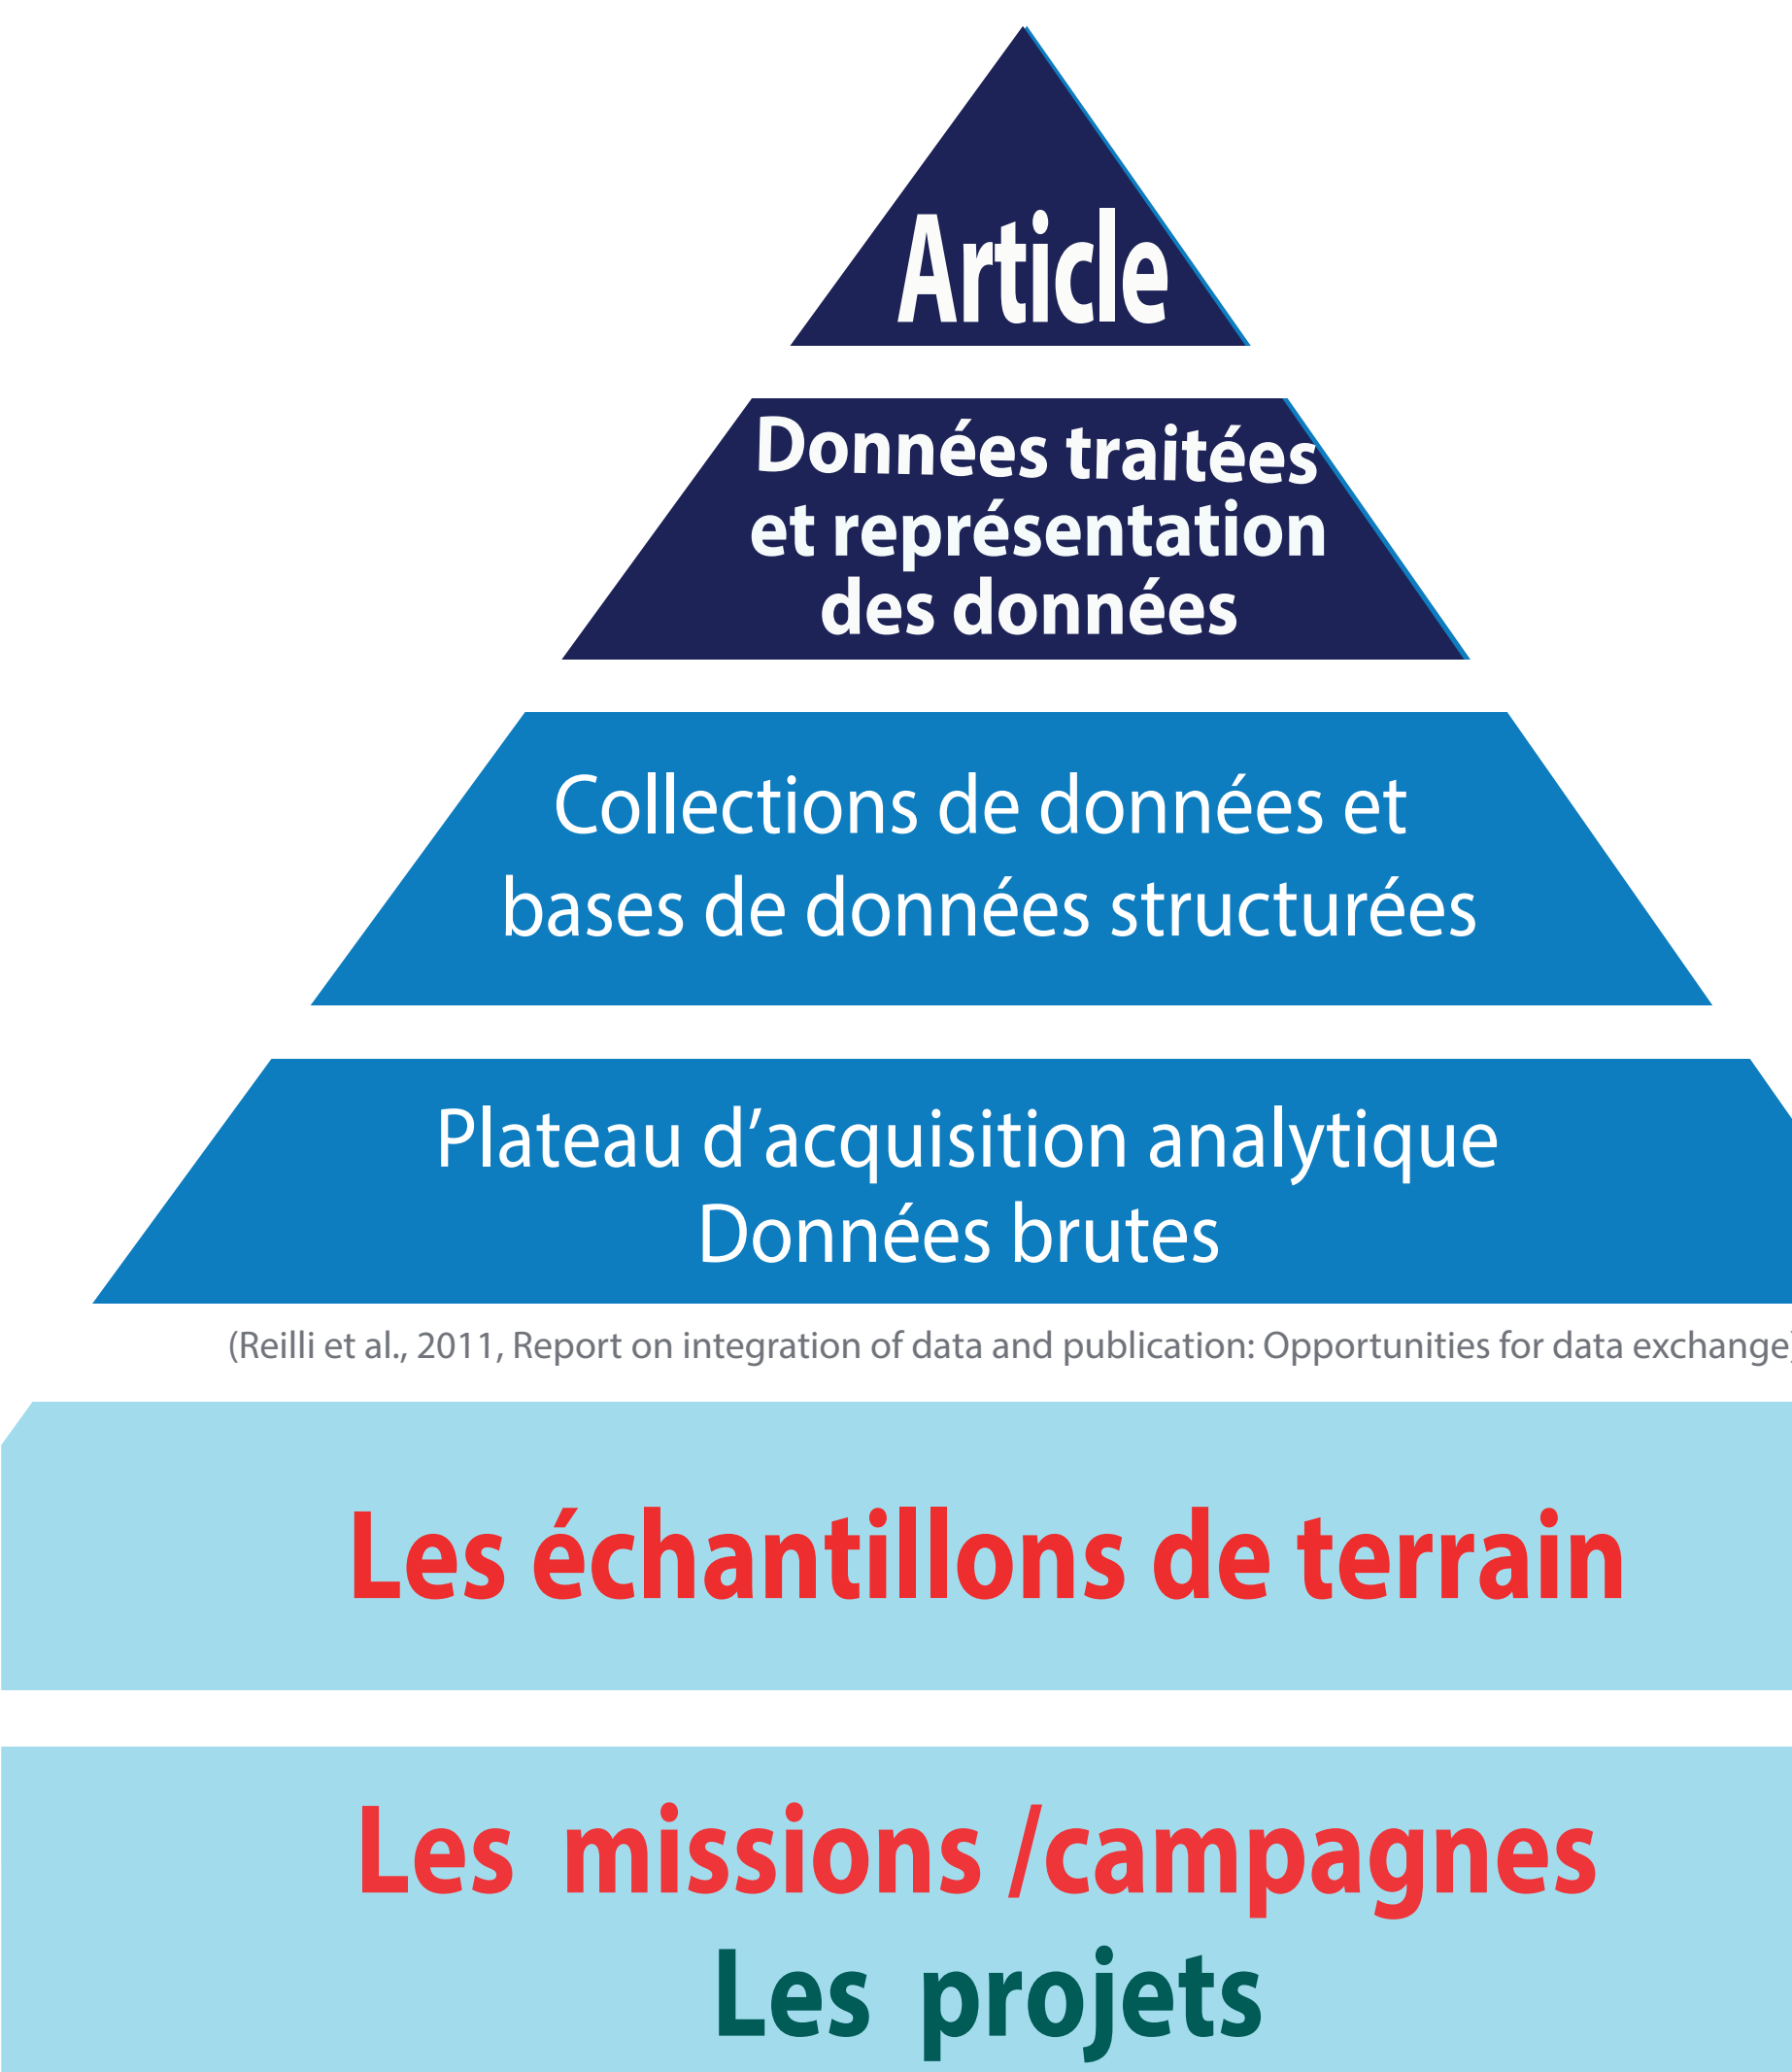 Article
Données traitées
et représentation
des données
Collections de données et
bases de données structurées
Plateau d’acquisition analytique
Données brutes
(Reilli et al., 2011, Report on integration of data and publication: Opportunities for data exchange)
Les échantillons de terrain
Les missions /campagnes
Les projets